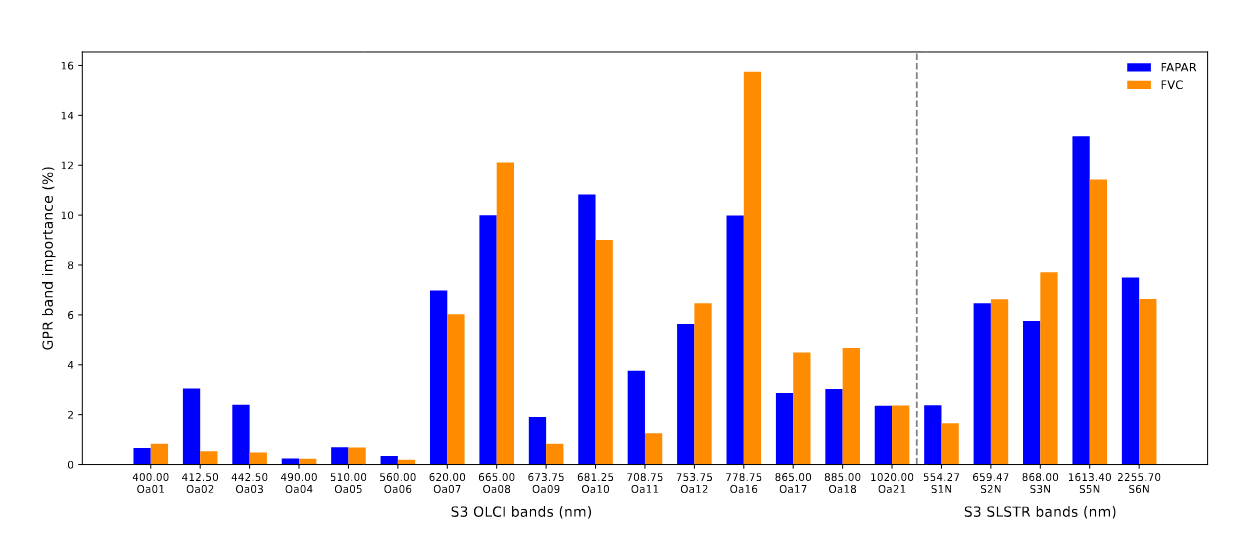 FAPAR
FVC
GPR band importance (%)
16
14
12
10
8
6
4
2
0
400.00 412.50 442.50 490.00 510.00 560.00 620.00 665.00 673.75 681.25 708.75 753.75 778.75 865.00 885.00 1020.00 554.27 659.47 868.00 1613.40 2255.70
Oa01 Oa02 Oa03 Oa04 Oa05 Oa06 Oa07 Oa08 Oa09 Oa10 Oa11 Oa12 Oa16 Oa17 Oa18 Oa21 S1N S2N S3N S5N S6N
S3 OLCI bands (nm) S3 SLSTR bands (nm)